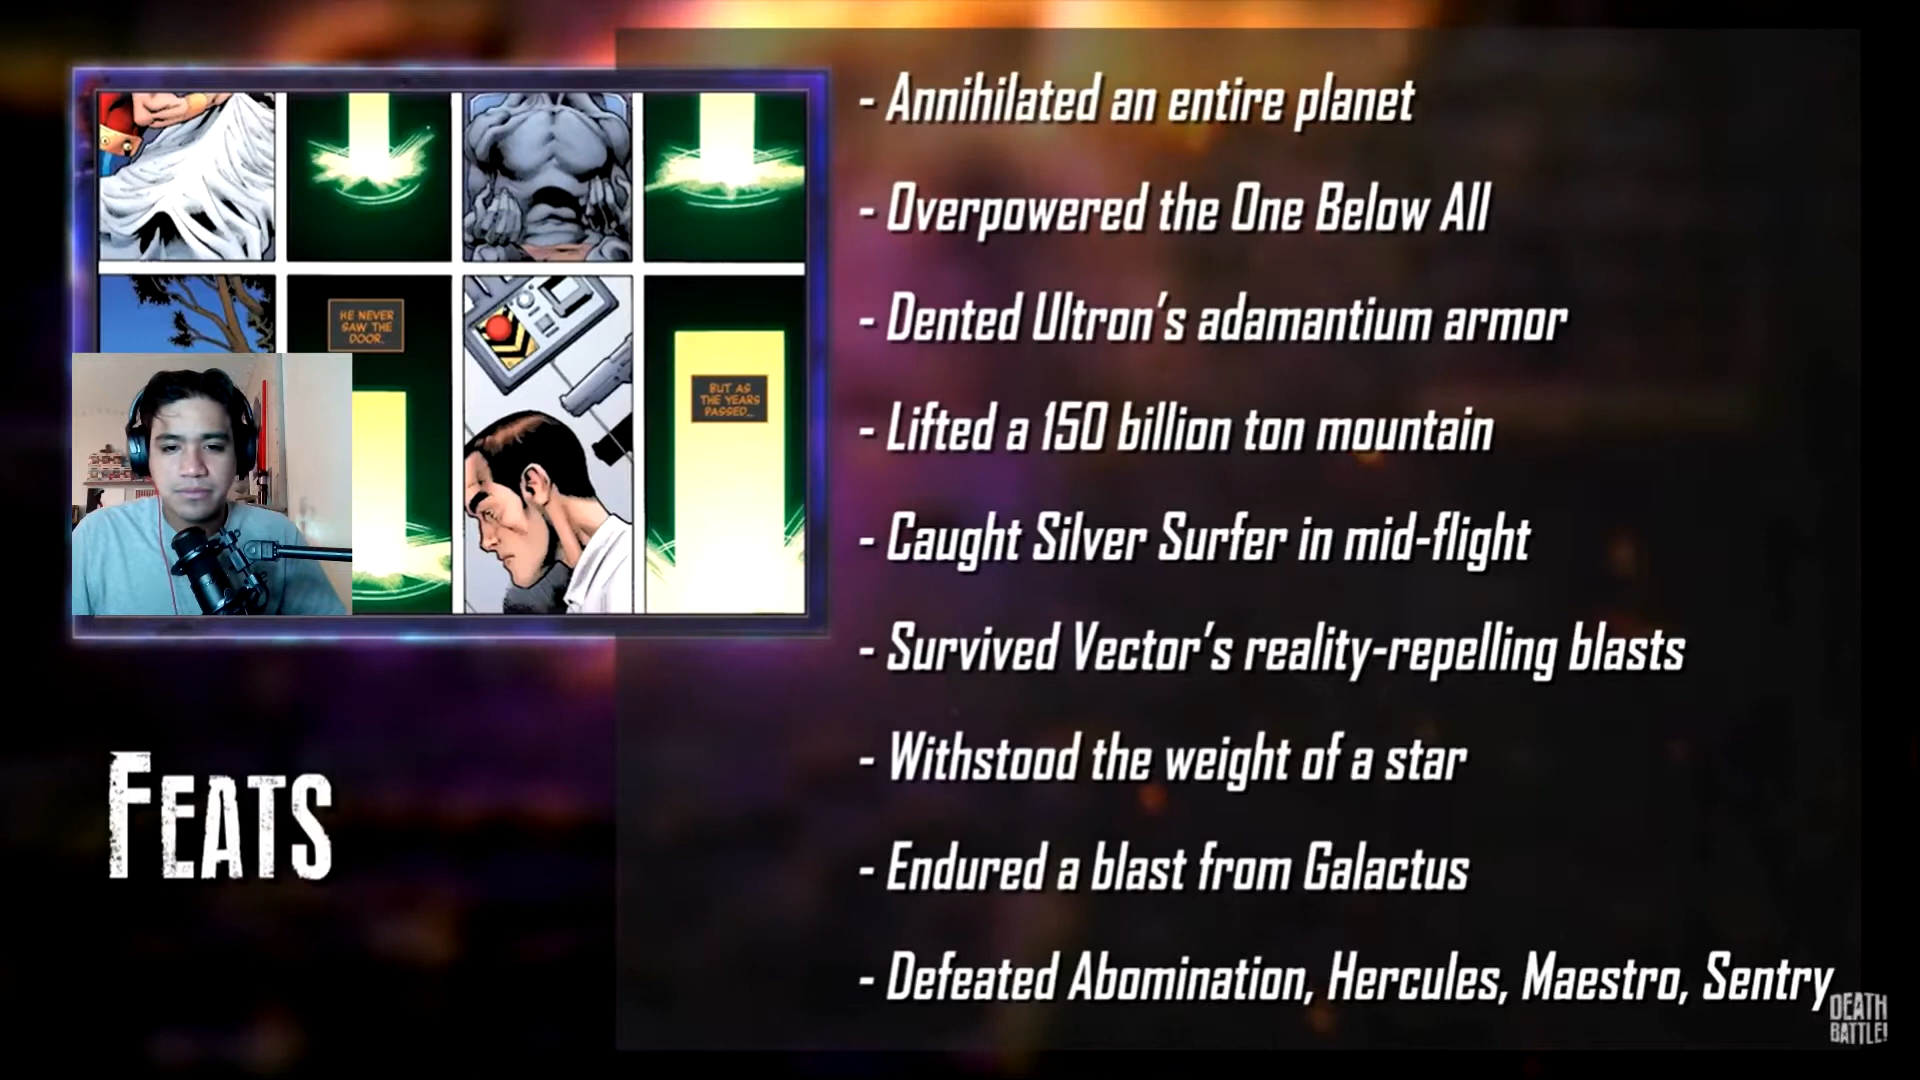 HE NEVER
SAW THE
DOOR.
BUT AS
THE YEARS
PASSED...
FEATS
- Annihilated an entire planet
- Overpowered the One Below All
- Dented Ultron's adamantium armor
- Lifted a 150 billion ton mountain
- Caught Silver Surfer in mid-flight
- Survived Vector's reality-repelling blasts
- Withstood the weight of a star
- Endured a blast from Galactus
- Defeated Abomination, Hercules, Maestro, Sentry
DEATH
BATTLE!